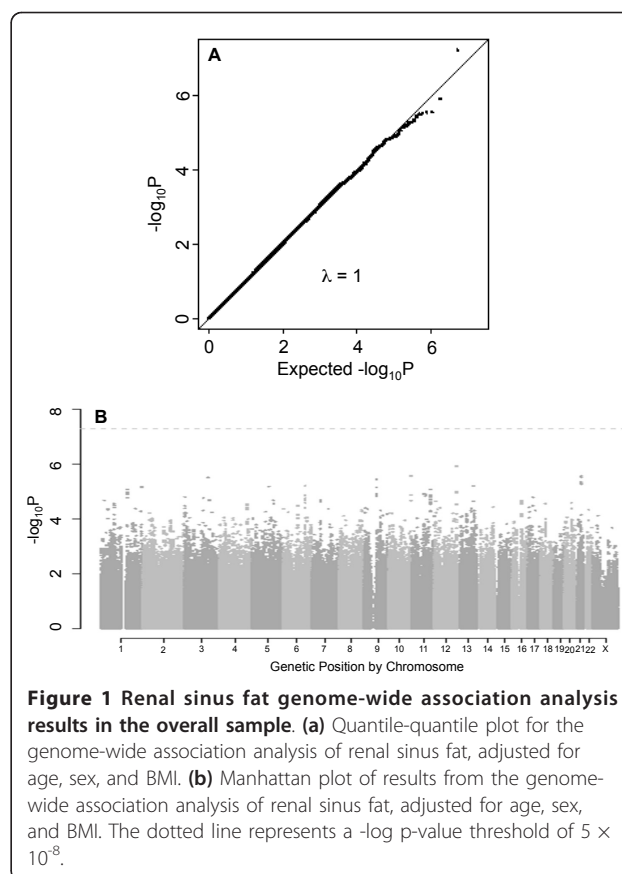 A
6
4
2
0
-log10P
λ = 1
0 2 4 6
Expected -log10P
B
8
6
4
2
0
-log10P
1 2 3 4 5 6 7 8 9 10 11 12 13 14 15 16 17 18 19 20 21 22 X
Genetic Position by Chromosome
Figure 1 Renal sinus fat genome-wide association analysis
results in the overall sample. (a) Quantile-quantile plot for the
genome-wide association analysis of renal sinus fat, adjusted for
age, sex, and BMI. (b) Manhattan plot of results from the genome-
wide association analysis of renal sinus fat, adjusted for age, sex,
and BMI. The dotted line represents a -log p-value threshold of 5 ×
10-8.